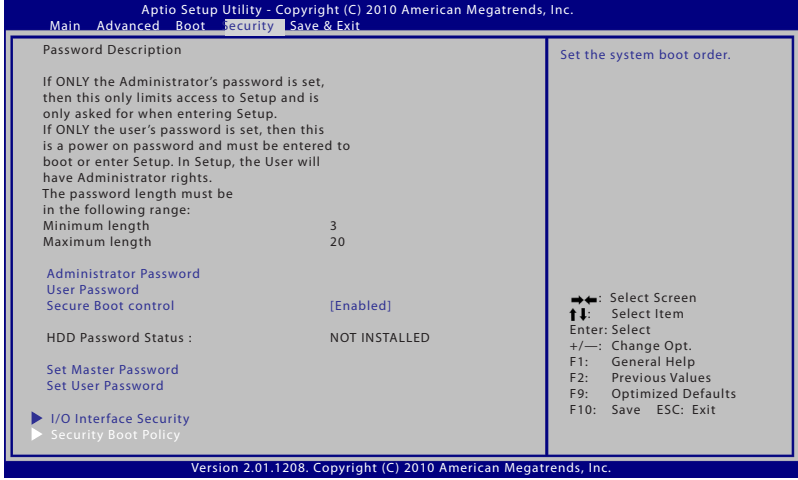 Aptio Setup Utility - Copyright (C) 2010 American Megatrends, Inc.
Main Advanced Boot Security Save & Exit
Password Description
If ONLY the Administrator's password is set,
then this only limits access to Setup and is
only asked for when entering Setup.
If ONLY the user's password is set, then this
is a power on password and must be entered to
boot or enter Setup. In Setup, the User will
have Administrator rights.
The password length must be
in the following range:
Minimum length 3
Maximum length 20
Administrator Password
User Password
Secure Boot control [Enabled]
HDD Password Status : NOT INSTALLED
Set Master Password
Set User Password
I/O Interface Security
Security Boot Policy
Set the system boot order.
→←: Select Screen
↑↓: Select Item
Enter: Select
+/—: Change Opt.
F1: General Help
F2: Previous Values
F9: Optimized Defaults
F10: Save ESC: Exit
Version 2.01.1208. Copyright (C) 2010 American Megatrends, Inc.